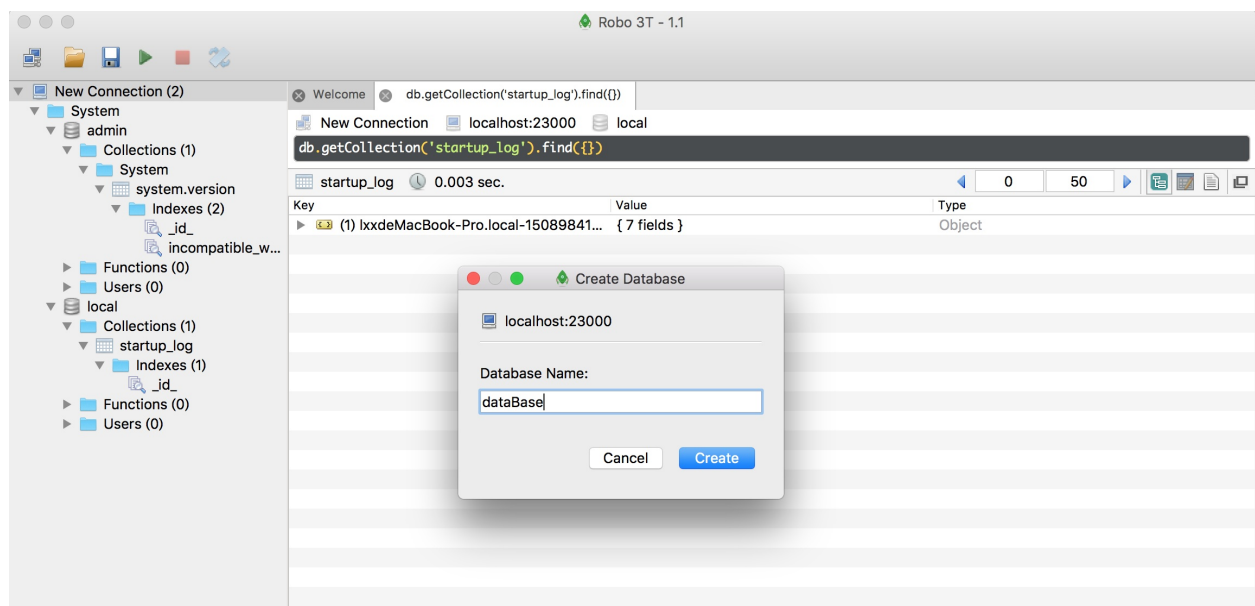 Robo 3T - 1.1
New Connection (2)
System
admin
Collections (1)
System
system.version
Indexes (2)
_id_
incompatible_w...
Functions (0)
Users (0)
local
Collections (1)
startup_log
Indexes (1)
_id_
Functions (0)
Users (0)
Welcome db.getCollection('startup_log').find({})
New Connection localhost:23000 local
db.getCollection('startup_log').find({})
startup_log 0.003 sec. 0 50
Key Value Type
(1) lxxdeMacBook-Pro.local-15089841... { 7 fields } Object
Create Database
localhost:23000
Database Name:
dataBase
Cancel Create